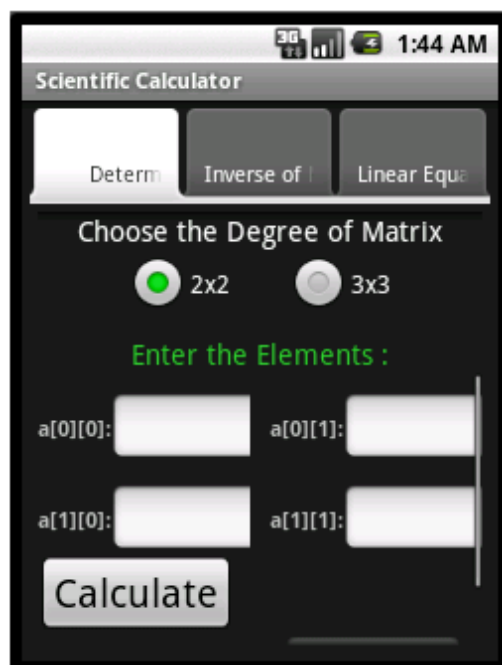 3G 1:44 AM
Scientific Calculator
Determ Inverse of Linear Equa
Choose the Degree of Matrix
2x2 3x3
Enter the Elements :
a[0][0]: a[0][1]:
a[1][0]: a[1][1]:
Calculate